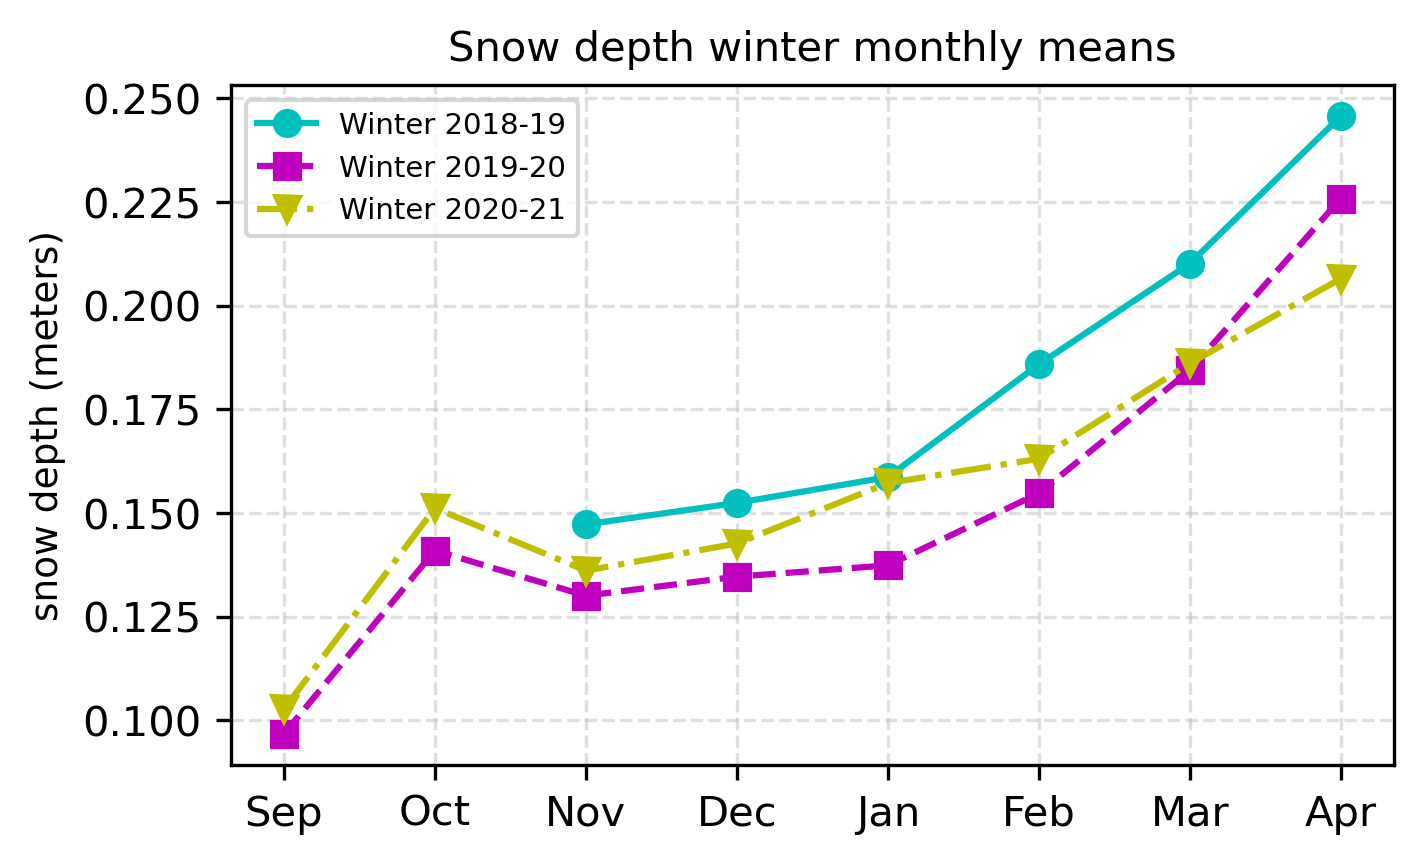 Snow depth winter monthly means
Winter 2018-19
Winter 2019-20
Winter 2020-21
snow depth (meters)
0.250
0.225
0.200
0.175
0.150
0.125
0.100
Sep Oct Nov Dec Jan Feb Mar Apr